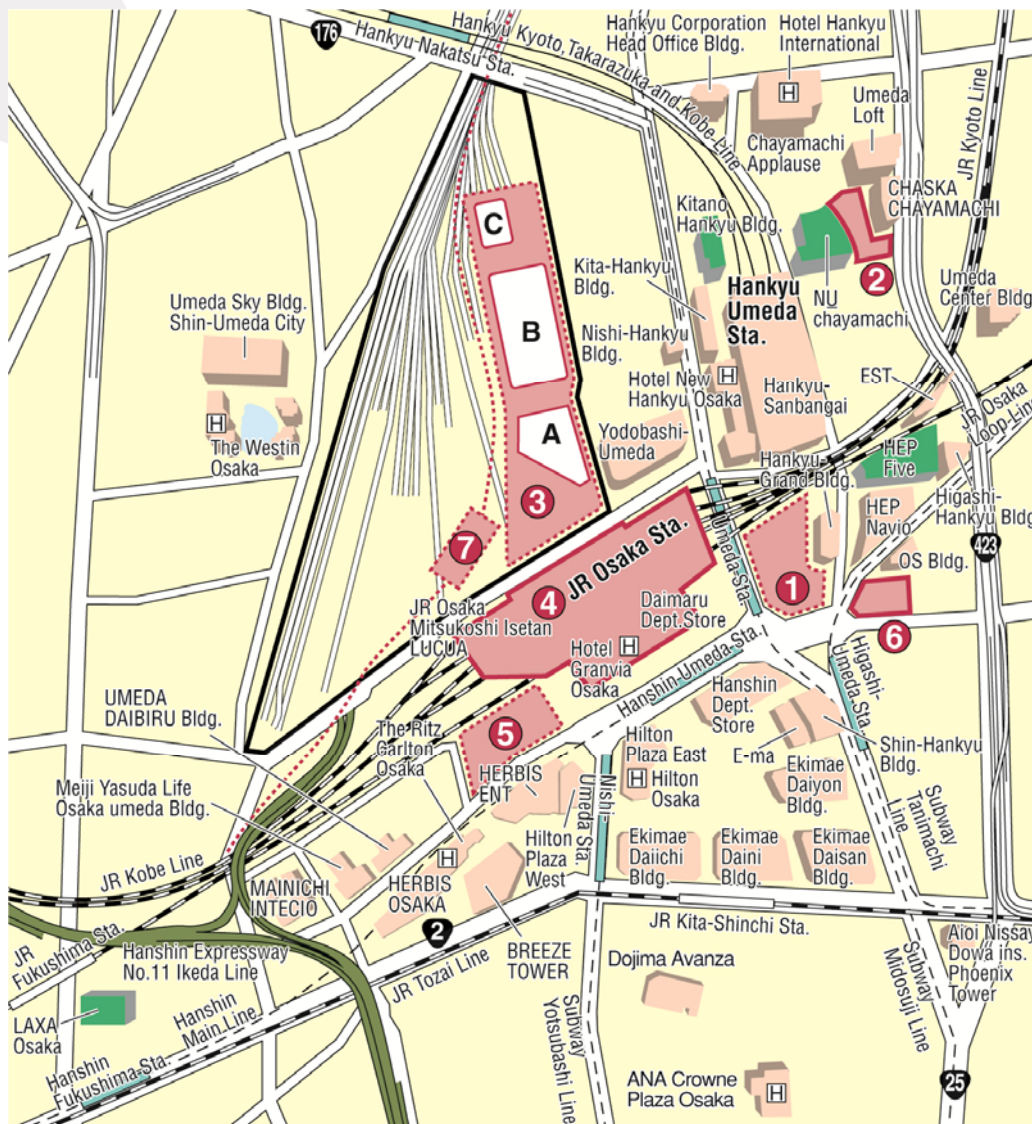 176
Hankyu-Nakatsu Sta.
Hankyu Kyoto, Takarazuka and Kobe Line
Hankyu Corporation
Head Office Bldg.
Hotel Hankyu
International
H
Umeda
Loft
JR Kyoto Line
Chayamachi
Applause
CHASKA
CHAYAMACHI
C
Kitano
Hankyu Bldg.
2
Kita-Hankyu
Bldg.
Hankyu
Umeda
Sta.
NU
chayamachi
Umeda
Center Bldg.
Umeda Sky Bldg.
Shin-Umeda City
B
Nishi-Hankyu
Bldg.
Hotel New
Hankyu Osaka
H
EST
JR Osaka
Loop-Line
Hankyu-
Sanbangai
H
The Westin
Osaka
A
Yodobashi-
Umeda
Hankyu-
Grand Bldg.
HEP
Five
3
HEP
Navio
Higashi-
Hankyu Bldg.
423
OS Bldg.
7
JR Osaka Sta.
Umeda-Sta.
1
4
JR Osaka
Mitsukoshi Isetan
LUCUA
Daimaru
Dept.Store
6
Hotel
Granvia
Osaka
H
Hanshin-Umeda-Sta.
Higashi-
Umeda-Sta.
UMEDA
DAIBIRU Bldg.
The Ritz
Carlton
Osaka
5
Hanshin
Dept.
Store
E-ma
Shin-Hankyu
Bldg.
Meiji Yasuda Life
Osaka umeda Bldg.
HERBIS
ENT
Hilton
Plaza East
H
Hilton
Osaka
Nishi-
Umeda Sta.
Ekimae
Daiyon
Bldg.
Subway
Tanimachi
Line
JR Kobe Line
Hilton
Plaza
West
Ekimae
Daiichi
Bldg.
Ekimae
Daini
Bldg.
Ekimae
Daisan
Bldg.
MAINICHI
INTECIO
H
HERBIS
OSAKA
2
JR Kita-Shinchi Sta.
JR
Fukushima Sta.
Hanshin Expressway
No.11 Ikeda Line
BREEZE
TOWER
JR Tozai Line
Dojima Avanza
Aioi Nissay
Dowa ins.
Phoenix
Tower
Subway
Midosuji Line
LAXA
Osaka
Hanshin
Main Line
Subway
Yotsubashi Line
Hanshin
Fukushima Sta.
ANA Crowne
Plaza Osaka
H
25